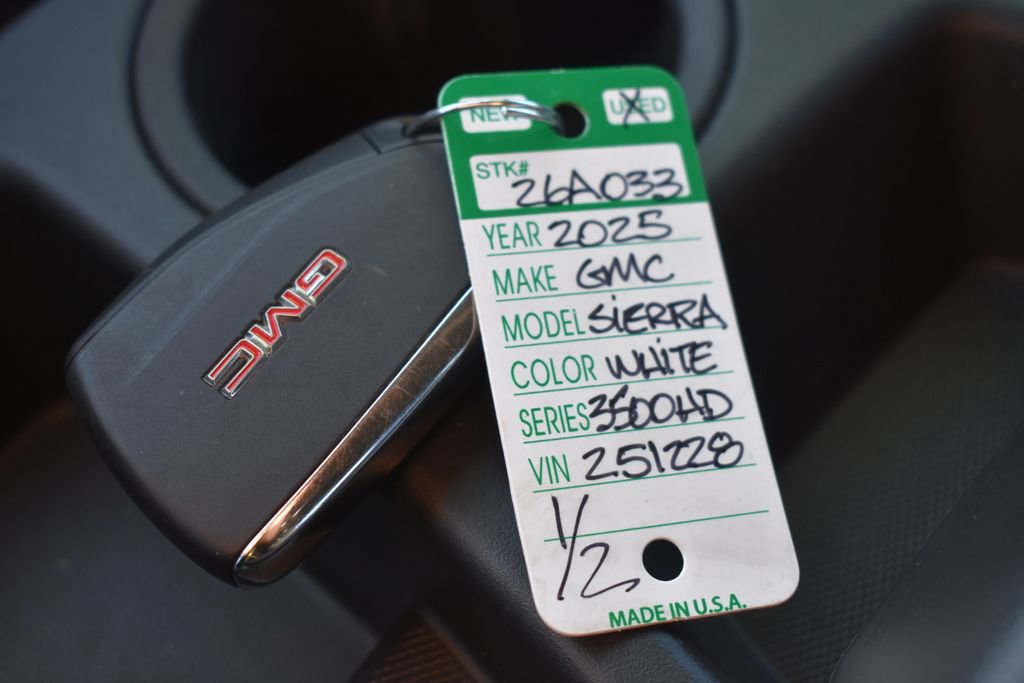 NEW USED
STK# 26A033
YEAR 2025
MAKE GMC
MODEL SIERRA
COLOR WHITE
SERIES 3500HD
VIN 251228
1/2
MADE IN U.S.A.
GMC